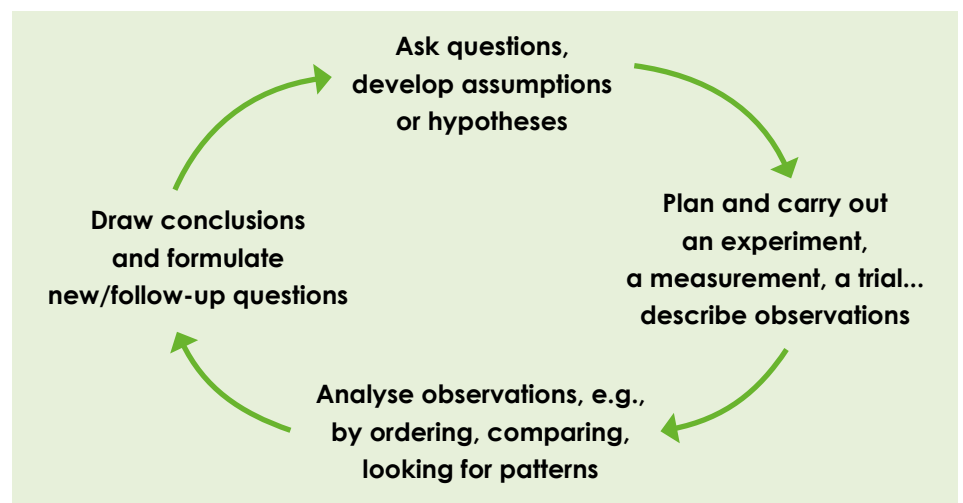 Ask questions,
develop assumptions
or hypotheses
Plan and carry out
an experiment,
a measurement, a trial...
describe observations
Analyse observations, e.g.,
by ordering, comparing,
looking for patterns
Draw conclusions
and formulate
new/follow-up questions